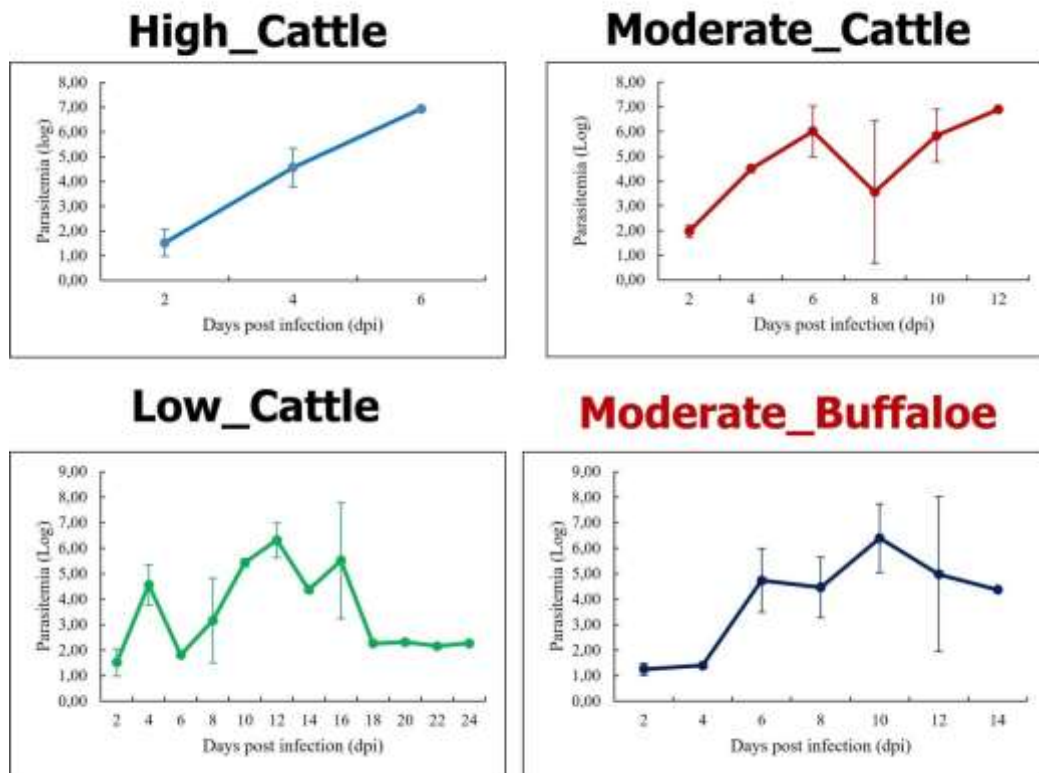 High_Cattle
Moderate_Cattle
8,00
7,00
6,00
5,00
4,00
3,00
2,00
1,00
0,00
Parasitemia (log)
2 4 6
Days post infection (dpi)
8,00
7,00
6,00
5,00
4,00
3,00
2,00
1,00
0,00
Parasitemia (Log)
2 4 6 8 10 12
Days post infection (dpi)
Low_Cattle
Moderate_Buffaloe
9,00
8,00
7,00
6,00
5,00
4,00
3,00
2,00
1,00
0,00
Parasitemia (Log)
2 4 6 8 10 12 14 16 18 20 22 24
Days post infection (dpi)
9,00
8,00
7,00
6,00
5,00
4,00
3,00
2,00
1,00
0,00
Parasitemia (Log)
2 4 6 8 10 12 14
Days post infection (dpi)